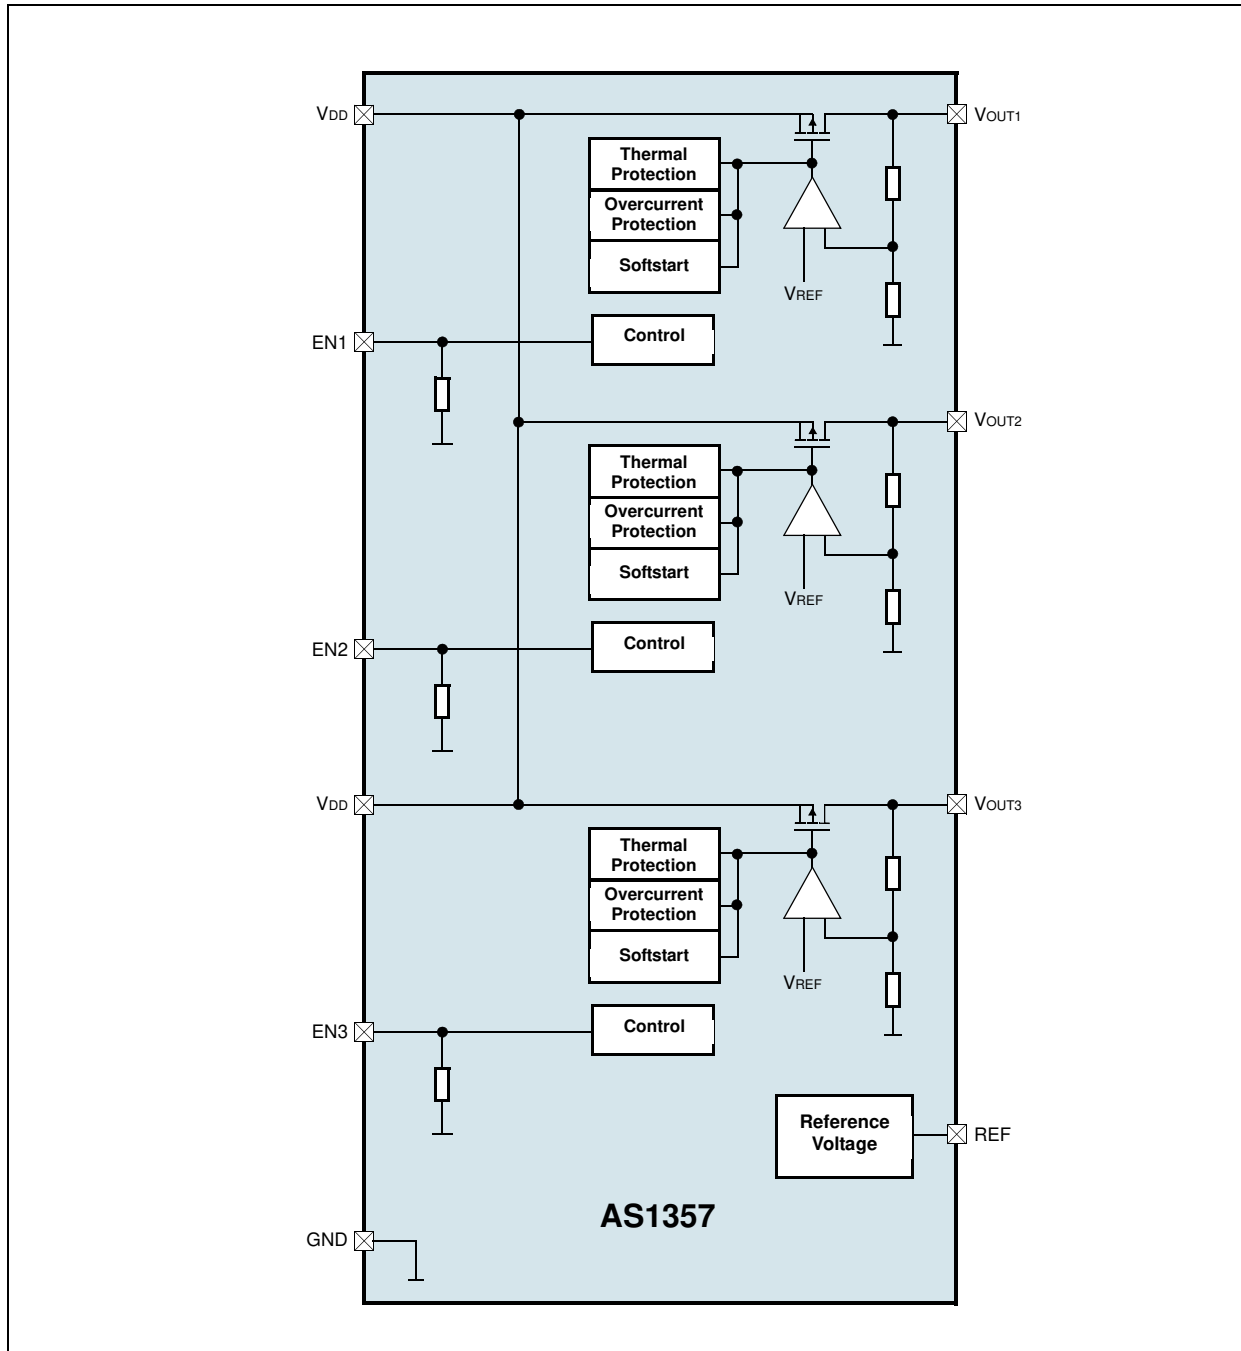 VDD
VOUT1
Thermal
Protection
Overcurrent
Protection
Softstart
VREF
EN1
Control
VOUT2
Thermal
Protection
Overcurrent
Protection
Softstart
VREF
EN2
Control
VDD
VOUT3
Thermal
Protection
Overcurrent
Protection
Softstart
VREF
EN3
Control
Reference
Voltage
REF
AS1357
GND